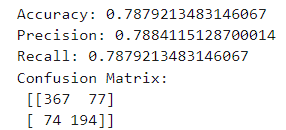 Accuracy: 0.7879213483146067
Precision: 0.7884115128700014
Recall: 0.7879213483146067
Confusion Matrix:
[[367  77]
[ 74 194]]